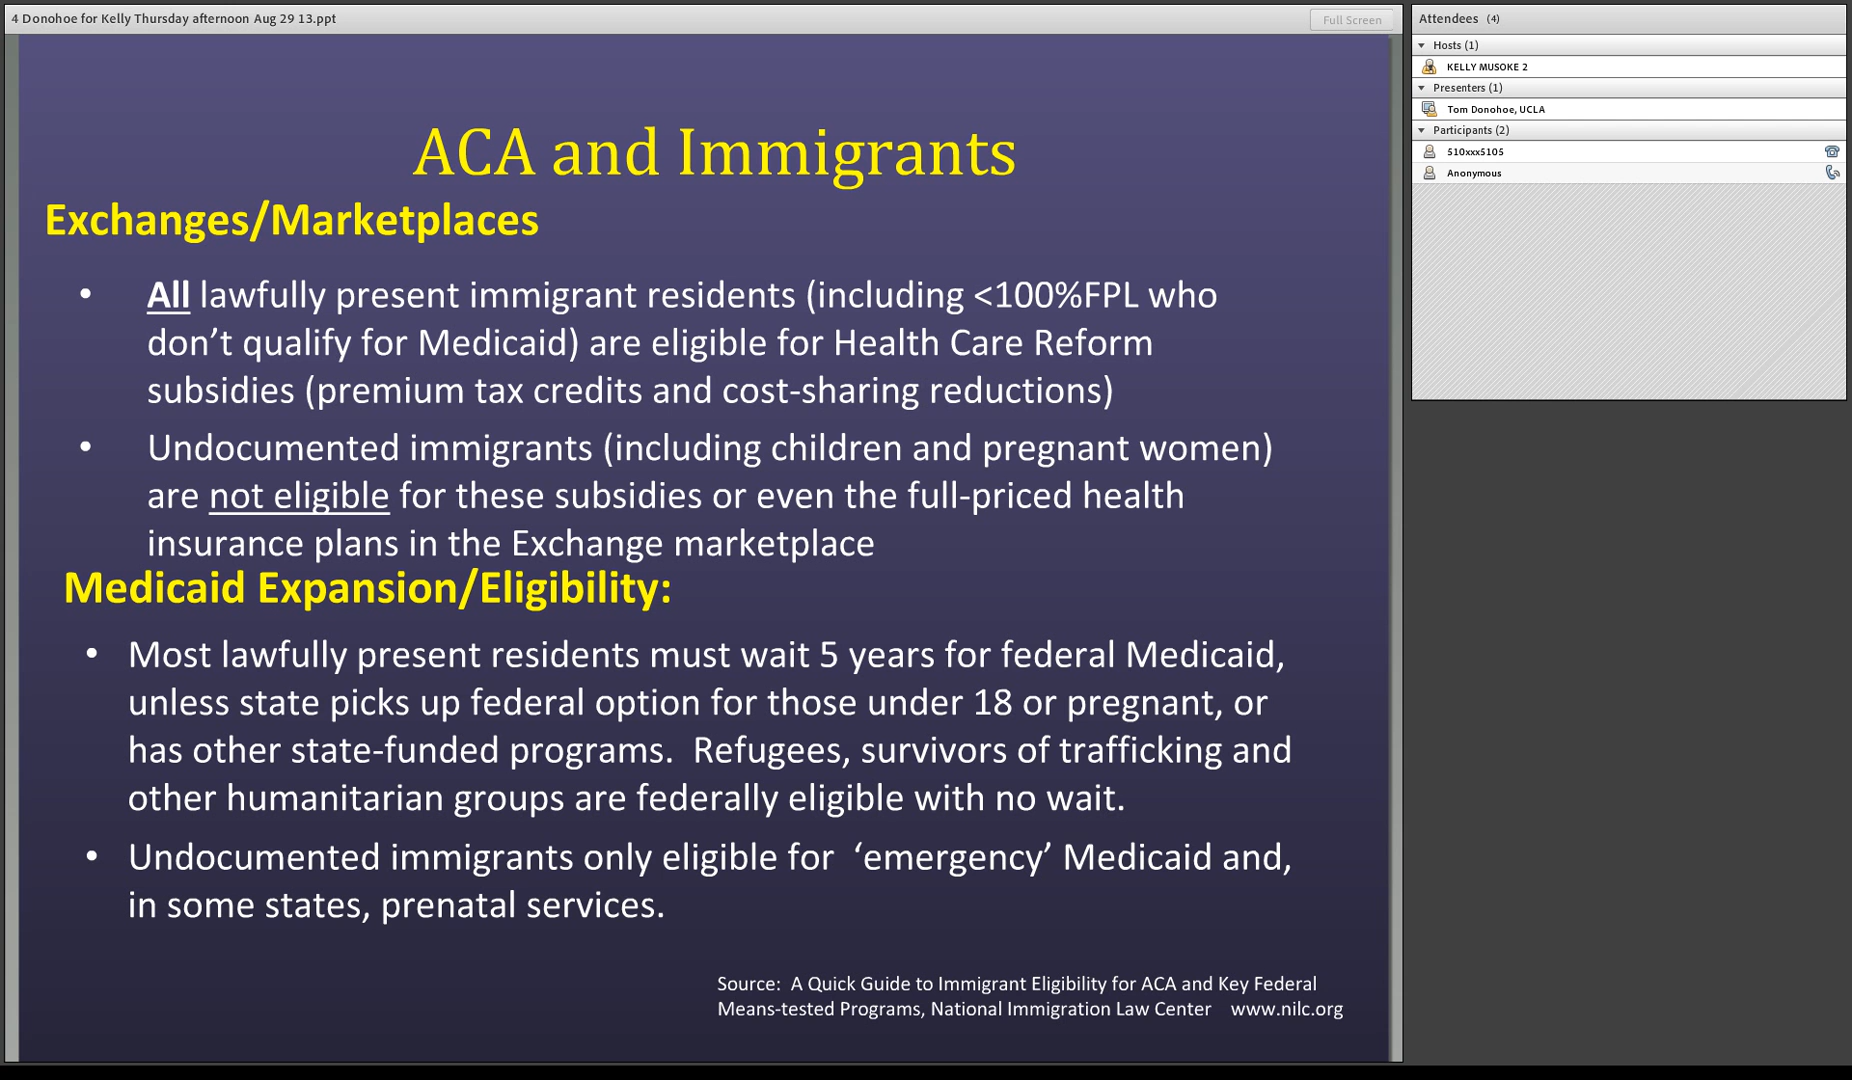 4 Donohoe for Kelly Thursday afternoon Aug 29 13.ppt
Full Screen
ACA and Immigrants
Exchanges/Marketplaces
• All lawfully present immigrant residents (including <100%FPL who
don’t qualify for Medicaid) are eligible for Health Care Reform
subsidies (premium tax credits and cost-sharing reductions)
• Undocumented immigrants (including children and pregnant women)
are not eligible for these subsidies or even the full-priced health
insurance plans in the Exchange marketplace
Medicaid Expansion/Eligibility:
• Most lawfully present residents must wait 5 years for federal Medicaid,
unless state picks up federal option for those under 18 or pregnant, or
has other state-funded programs.  Refugees, survivors of trafficking and
other humanitarian groups are federally eligible with no wait.
• Undocumented immigrants only eligible for  ‘emergency’ Medicaid and,
in some states, prenatal services.
Source:  A Quick Guide to Immigrant Eligibility for ACA and Key Federal
Means-tested Programs, National Immigration Law Center    www.nilc.org
Attendees (4)
Hosts (1)
KELLY MUSOKE 2
Presenters (1)
Tom Donohoe, UCLA
Participants (2)
510xxx5105
Anonymous